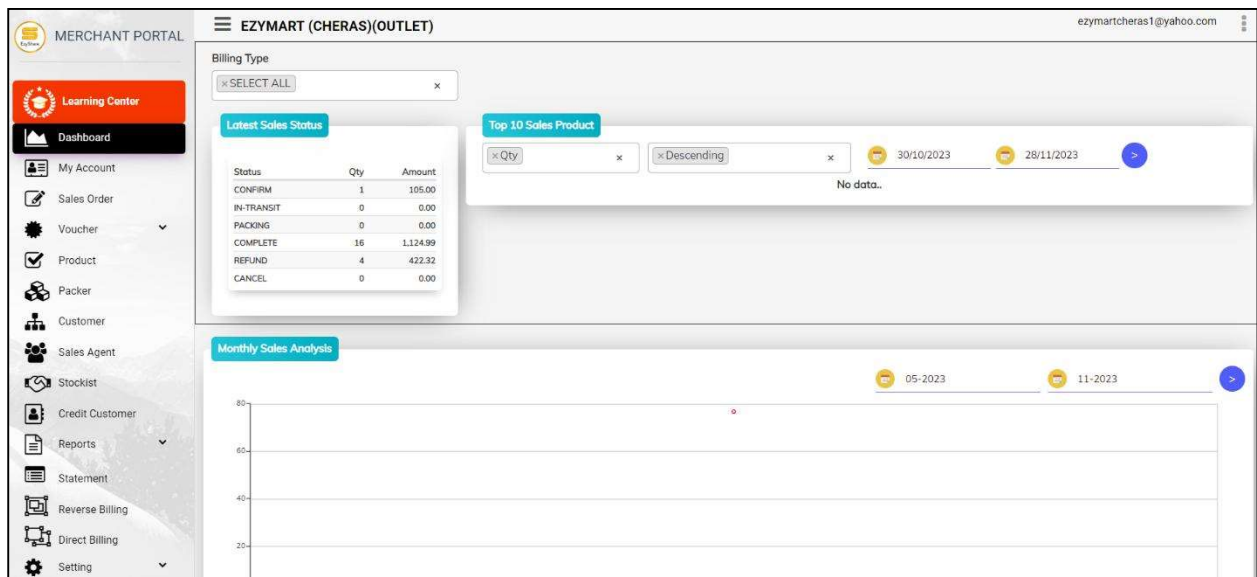 EzyShare
MERCHANT PORTAL
Learning Center
Dashboard
My Account
Sales Order
Voucher
Product
Packer
Customer
Sales Agent
Stockist
Credit Customer
Reports
Statement
Reverse Billing
Direct Billing
Setting
EZYMART (CHERAS)(OUTLET)
ezymartcheras1@yahoo.com
Billing Type
× SELECT ALL ×
Latest Sales Status
Status Qty Amount
CONFIRM 1 105.00
IN-TRANSIT 0 0.00
PACKING 0 0.00
COMPLETE 16 1,124.99
REFUND 4 422.32
CANCEL 0 0.00
Top 10 Sales Product
× Qty × × Descending × 30/10/2023 28/11/2023 >
No data..
Monthly Sales Analysis
05-2023 11-2023 >
80
60
40
20